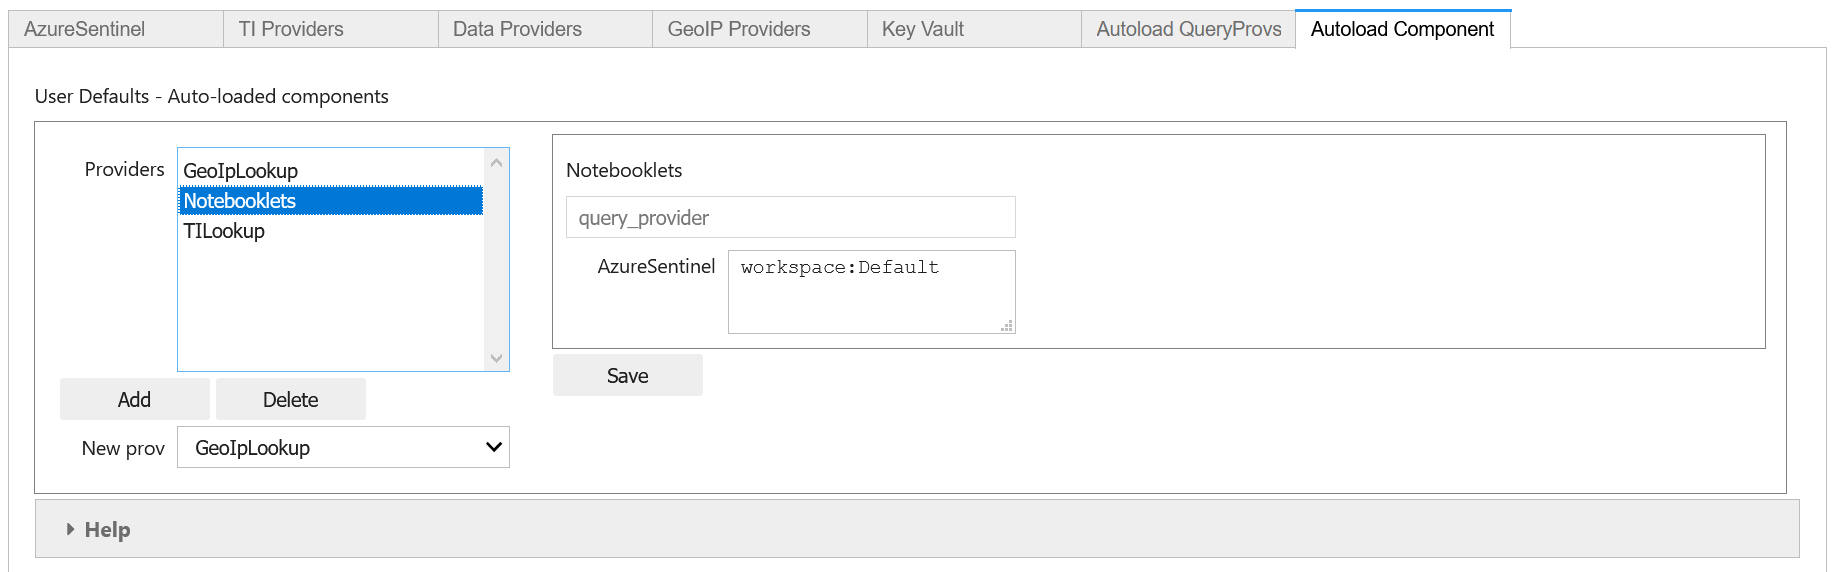 AzureSentinel TI Providers Data Providers GeoIP Providers Key Vault Autoload QueryProvs Autoload Component
User Defaults - Auto-loaded components
Providers
GeoIpLookup
Notebooklets
TILookup
Add Delete
New prov GeoIpLookup
Notebooklets
query_provider
AzureSentinel workspace:Default
Save
Help